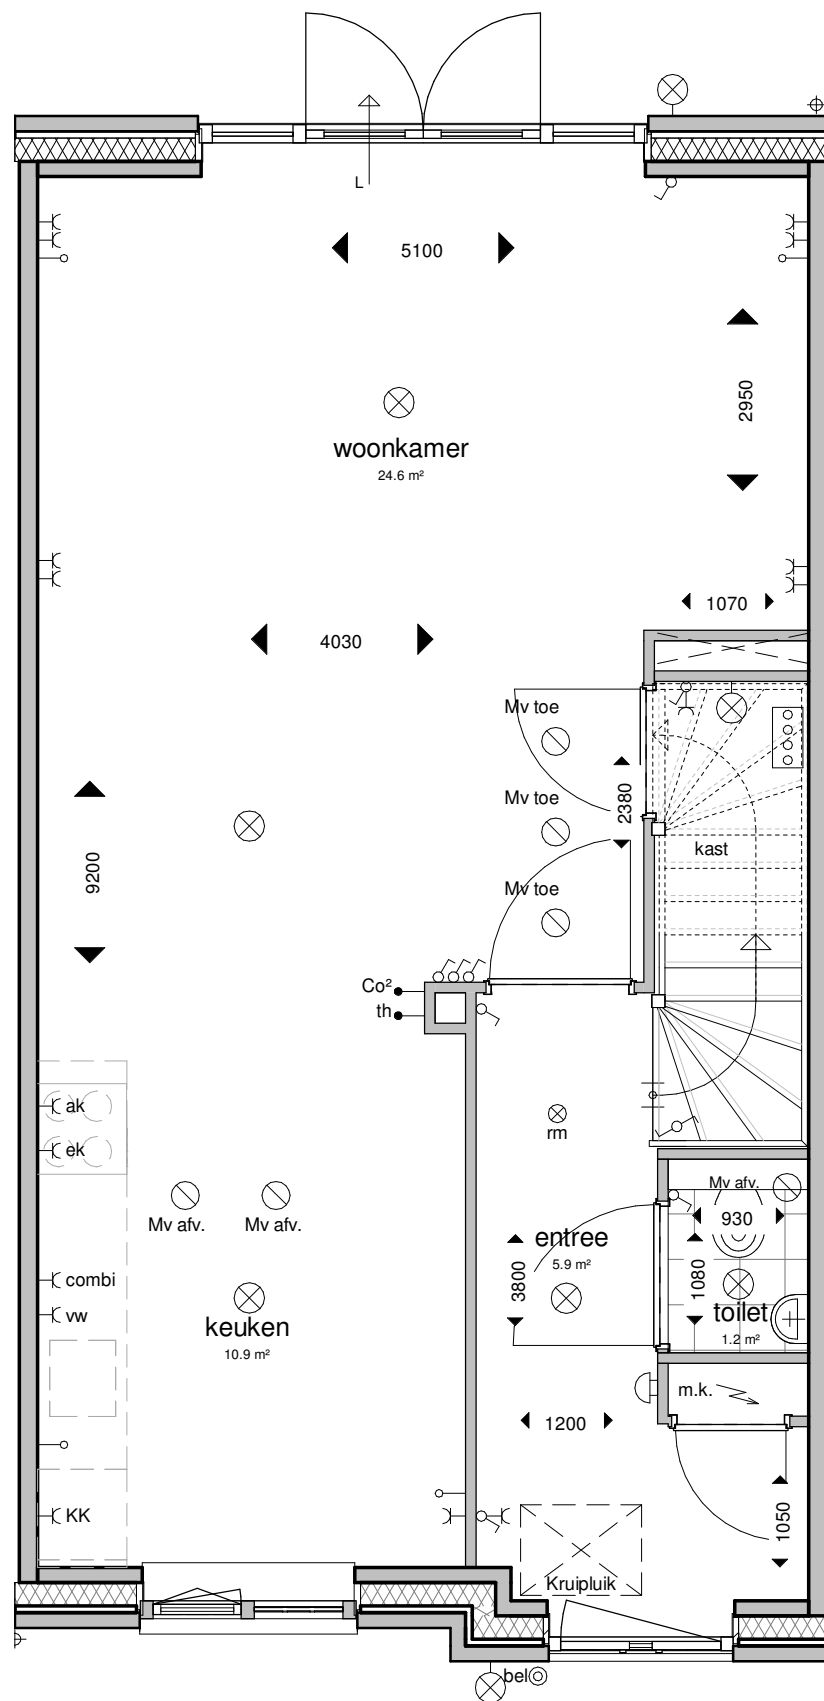 L
5100
2950
woonkamer
24.6 m²
1070
4030
Mv toe
2380
Mv toe
kast
9200
Mv toe
Co²
th
ak
rm
ek
Mv afv.
Mv afv.
Mv afv.
930
entree
5.9 m²
3800
1080
combi
vw
keuken
10.9 m²
toilet
1.2 m²
m.k.
1200
KK
1050
Kruipluik
bel